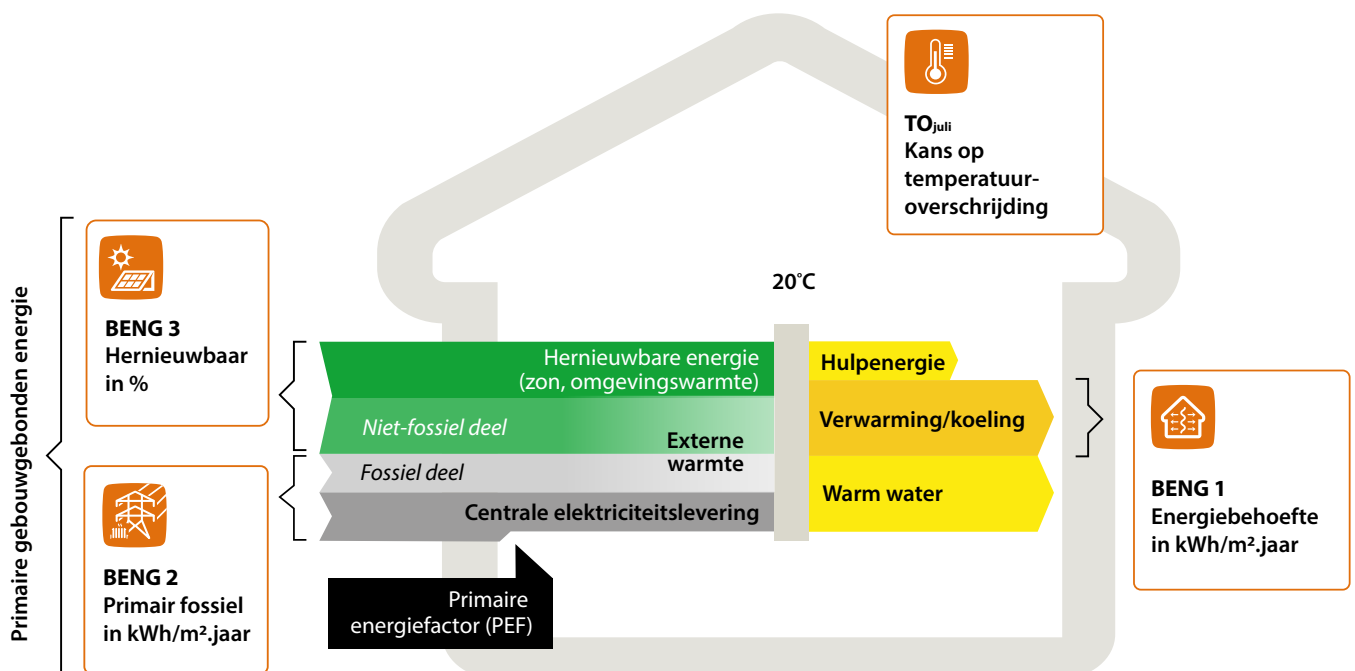 TOjuli
Kans op
temperatuur-
overschrijding
Primaire gebouwgebonden energie
BENG 3
Hernieuwbaar
in %
BENG 2
Primair fossiel
in kWh/m².jaar
20°C
Hernieuwbare energie
(zon, omgevingswarmte)
Niet-fossiel deel
Externe
warmte
Fossiel deel
Centrale elektriciteitslevering
Primaire
energiefactor (PEF)
Hulpenergie
Verwarming/koeling
Warm water
BENG 1
Energiebehoefte
in kWh/m².jaar